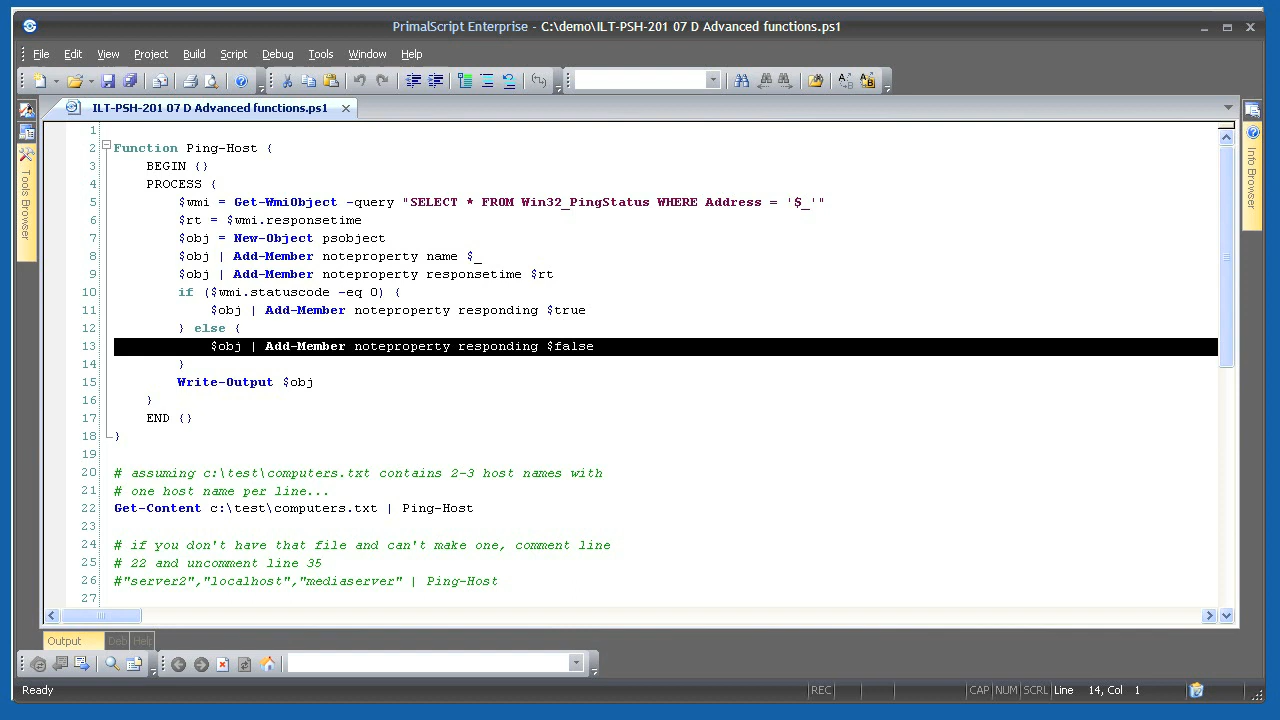 PrimalScript Enterprise - C:\demo\ILT-PSH-201 07 D Advanced functions.ps1
File Edit View Project Build Script Debug Tools Window Help
ILT-PSH-201 07 D Advanced functions.ps1
Tools Browser
Info Browser
1
2 Function Ping-Host {
3 BEGIN {}
4 PROCESS {
5 $wmi = Get-WmiObject -query "SELECT * FROM Win32_PingStatus WHERE Address = '$_'"
6 $rt = $wmi.responsetime
7 $obj = New-Object psobject
8 $obj | Add-Member noteproperty name $_
9 $obj | Add-Member noteproperty responsetime $rt
10 if ($wmi.statuscode -eq 0) {
11 $obj | Add-Member noteproperty responding $true
12 } else {
13 $obj | Add-Member noteproperty responding $false
14 }
15 Write-Output $obj
16 }
17 END {}
18 }
19
20 # assuming c:\test\computers.txt contains 2-3 host names with
21 # one host name per line...
22 Get-Content c:\test\computers.txt | Ping-Host
23
24 # if you don't have that file and can't make one, comment line
25 # 22 and uncomment line 35
26 #"server2","localhost","mediaserver" | Ping-Host
27
Output Deb Help
Ready REC CAP NUM SCRL Line 14, Col 1